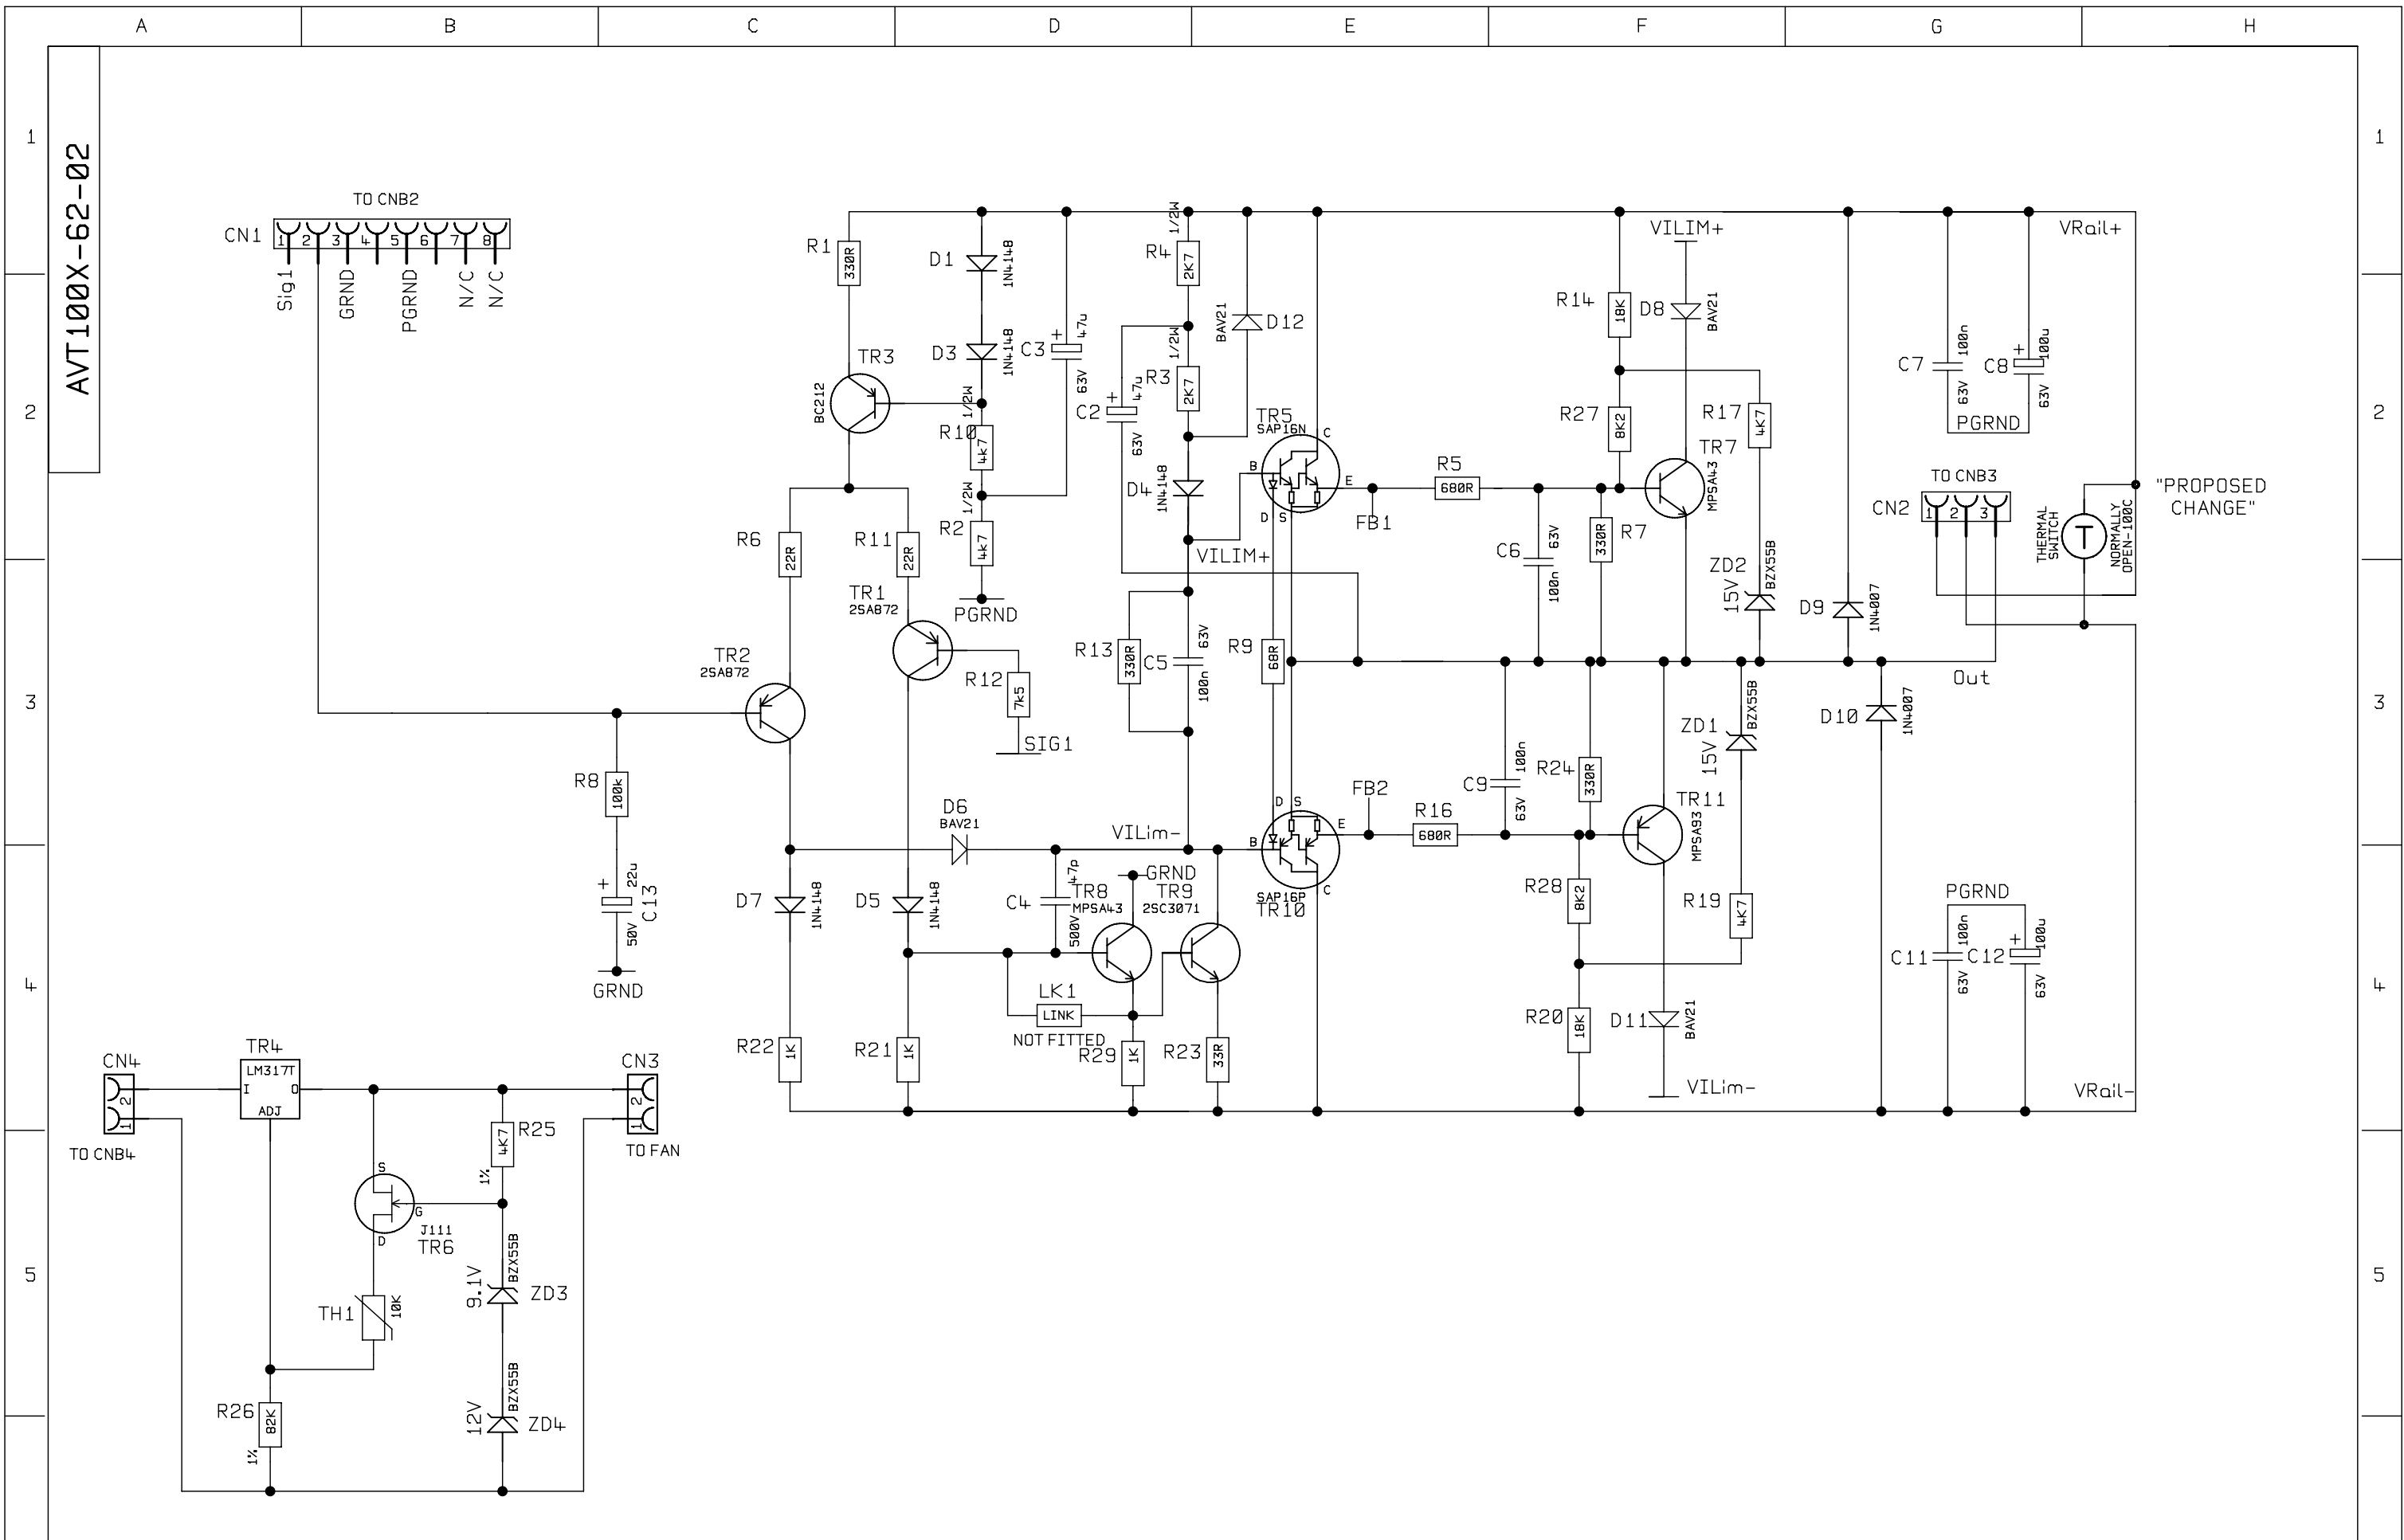 A B C D E F G H
1
2
3
4
5
1
2
3
4
5
AVT100X-62-02
TO CNB2
CN1
1 2 3 4 5 6 7 8
Sig1
GRND
PGRND
N/C
N/C
R1
330R
D1
1N4148
D3
1N4148
C3
47u
63V
1/2W
R4
2K7
1/2W
R3
2K7
C2
47u
63V
TR3
BC212
1/2W
R10
4k7
1/2W
R2
4k7
PGRND
BAV21
D12
D4
1N4148
VILIM+
TR5
SAP16N
B
C
E
D
S
FB1
R5
680R
VILIM+
R14
18K
D8
BAV21
R27
8K2
R17
4K7
TR7
MPSA43
C6
63V
100n
R7
330R
ZD2
15V
BZX55B
C7
100n
63V
C8
100u
63V
PGRND
VRail+
TO CNB3
CN2
1 2 3
THERMAL
SWITCH
T
NORMALLY
OPEN-100C
"PROPOSED
CHANGE"
D9
1N4007
Out
D10
1N4007
R6
22R
R11
22R
TR1
2SA872
TR2
2SA872
R12
7k5
SIG1
R13
330R
C5
63V
100n
R9
68R
R8
100k
22u
C13
50V
GRND
D6
BAV21
VILim-
D7
1N4148
D5
1N4148
C4
47p
500V
GRND
TR8
MPSA43
TR9
2SC3071
LK1
LINK
NOT FITTED
R22
1K
R21
1K
R29
1K
R23
33R
D
S
B
E
C
SAP16P
TR10
FB2
R16
680R
C9
100n
63V
R24
330R
ZD1
15V
BZX55B
TR11
MPSA93
R28
8K2
R19
4K7
R20
18K
D11
BAV21
VILim-
PGRND
C11
100n
63V
C12
100u
63V
VRail-
CN4
2
1
TO CNB4
TR4
LM317T
I
O
ADJ
CN3
2
1
TO FAN
R25
4K7
1%
S
G
D
J111
TR6
TH1
10K
9.1V
BZX55B
ZD3
R26
82K
1%
12V
BZX55B
ZD4